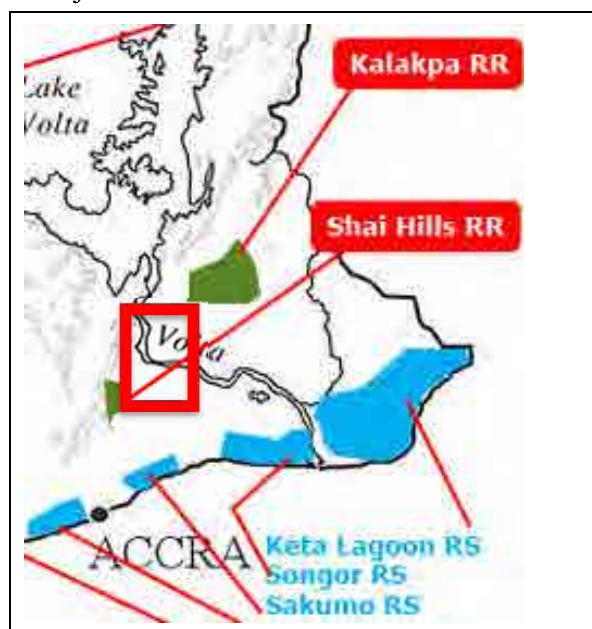 Kalakpa RR
Lake
Volta
Shai Hills RR
Volta
Keta Lagoon RS
ACCRA
Songor RS
Sakumo RS